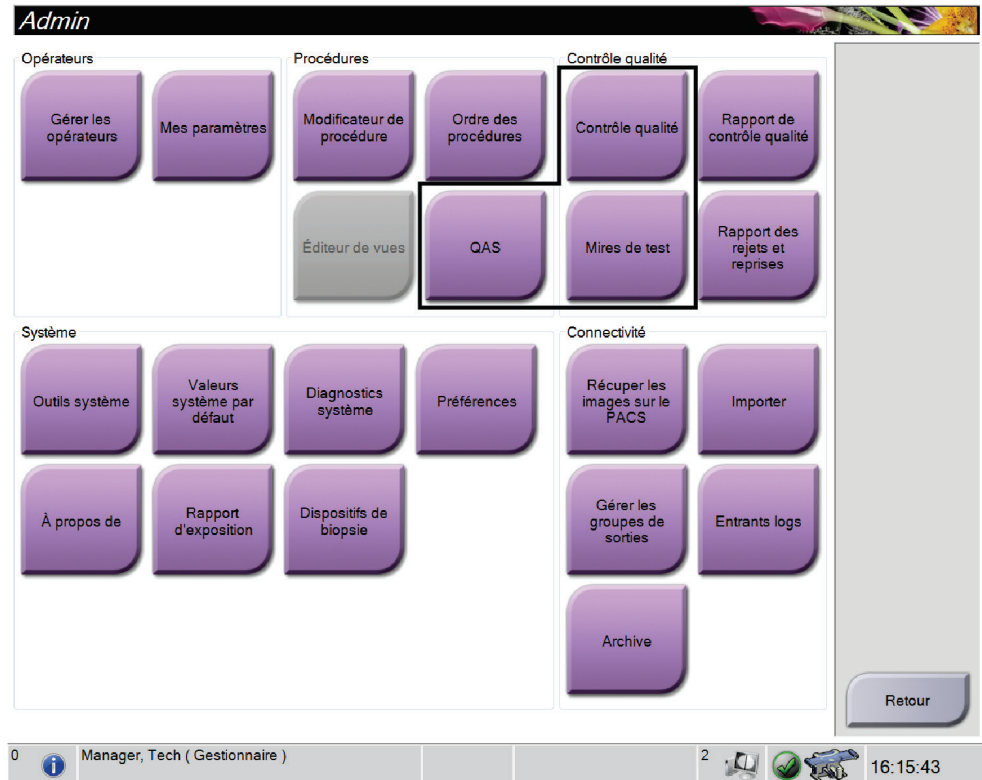 Admin
Opérateurs
Gérer les
opérateurs
Mes paramètres
Procédures
Modificateur de
procédure
Ordre des
procédures
Éditeur de vues
QAS
Contrôle qualité
Contrôle qualité
Rapport de
contrôle qualité
Mires de test
Rapport des
rejets et
reprises
Système
Outils système
Valeurs
système par
défaut
Diagnostics
système
Préférences
À propos de
Rapport
d'exposition
Dispositifs de
biopsie
Connectivité
Récuper les
images sur le
PACS
Importer
Gérer les
groupes de
sorties
Entrants logs
Archive
Retour
0
Manager, Tech ( Gestionnaire )
2
16:15:43